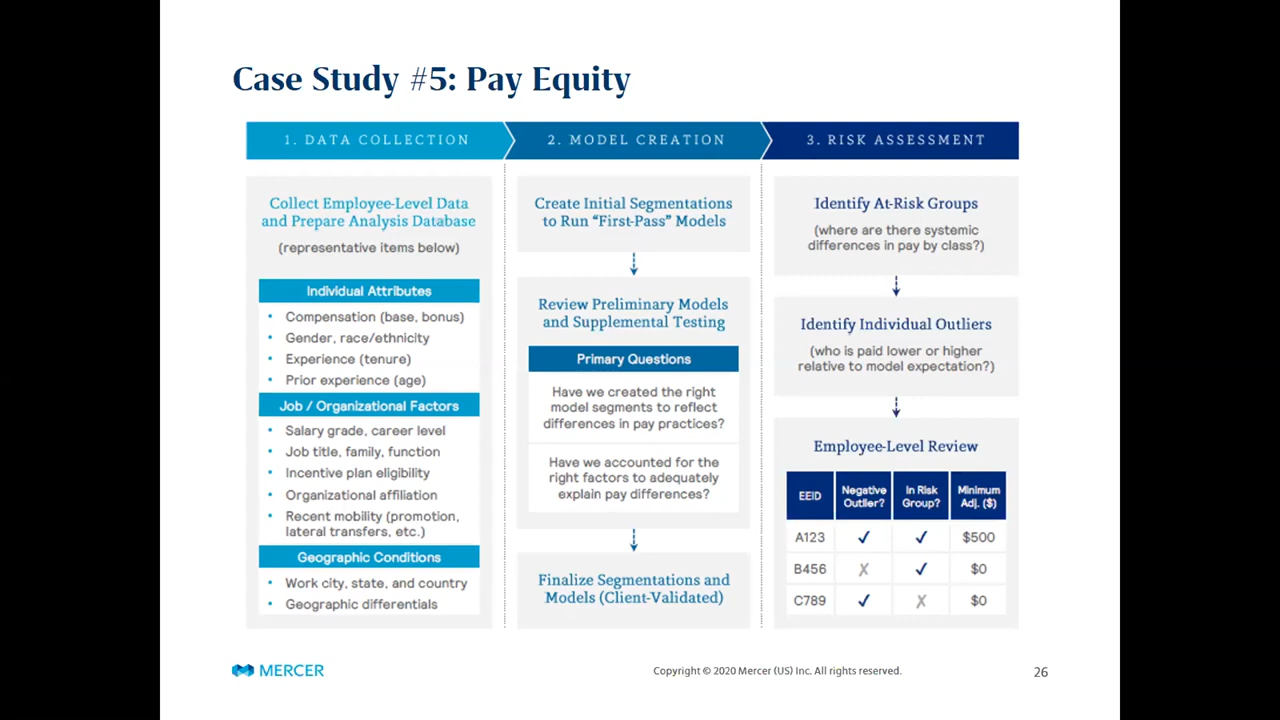 Case Study #5: Pay Equity
1. DATA COLLECTION
2. MODEL CREATION
3. RISK ASSESSMENT
Collect Employee-Level Data
and Prepare Analysis Database
(representative items below)
Individual Attributes
• Compensation (base, bonus)
• Gender, race/ethnicity
• Experience (tenure)
• Prior experience (age)
Job / Organizational Factors
• Salary grade, career level
• Job title, family, function
• Incentive plan eligibility
• Organizational affiliation
• Recent mobility (promotion,
lateral transfers, etc.)
Geographic Conditions
• Work city, state, and country
• Geographic differentials
Create Initial Segmentations
to Run “First-Pass” Models
Review Preliminary Models
and Supplemental Testing
Primary Questions
Have we created the right
model segments to reflect
differences in pay practices?
Have we accounted for the
right factors to adequately
explain pay differences?
Finalize Segmentations and
Models (Client-Validated)
Identify At-Risk Groups
(where are there systemic
differences in pay by class?)
Identify Individual Outliers
(who is paid lower or higher
relative to model expectation?)
Employee-Level Review
EEID Negative Outlier? In Risk Group? Minimum Adj. ($)
A123 ✓ ✓ $500
B456 ✗ ✓ $0
C789 ✓ ✗ $0
MERCER
Copyright © 2020 Mercer (US) Inc. All rights reserved.
26